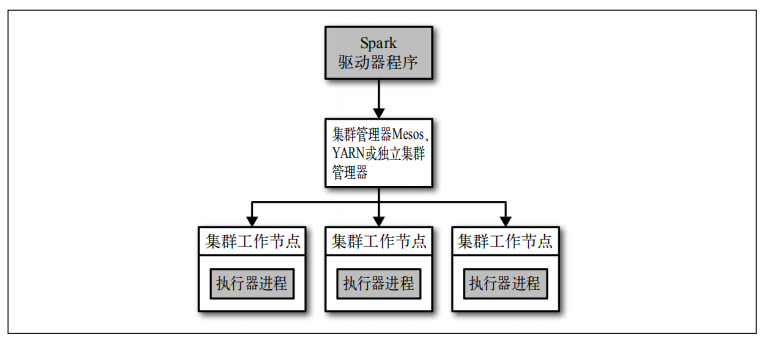 Spark
驱动器程序
集群管理器Mesos、
YARN或独立集群
管理器
集群工作节点
执行器进程
集群工作节点
执行器进程
集群工作节点
执行器进程